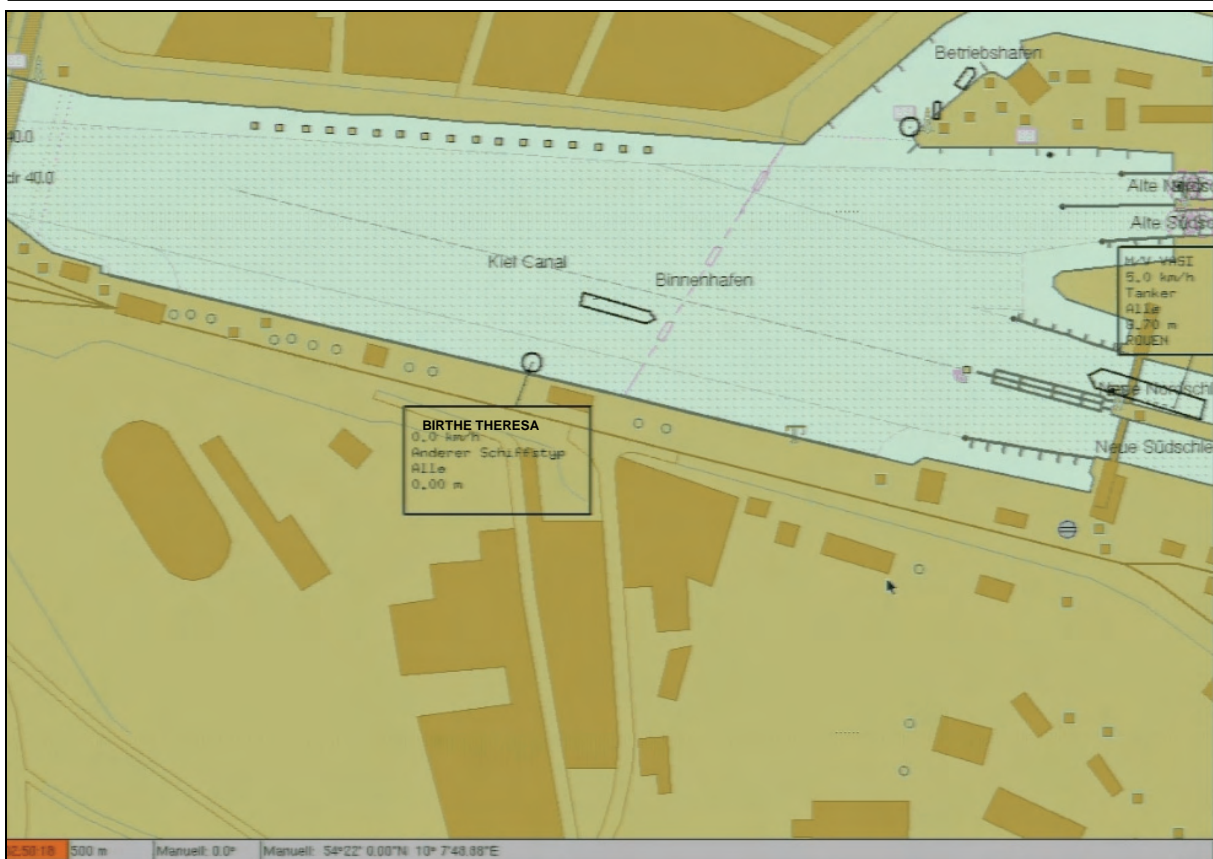 Betriebshafen
40.0
dr 40.0
Alte
Alte
Kiel Canal
Binnenhafen
M/V VASI
5.0 km/h
Tanker
Alle
8.70 m
ROUEN
BIRTHE THERESA
0.0 km/h
Anderer Schiffstyp
Alle
0.00 m
Neue Nordschl
Neue Südschle
500 m
Manuell: 0.0°
Manuell: 54°22' 0.00"N 10° 7'48.88"E